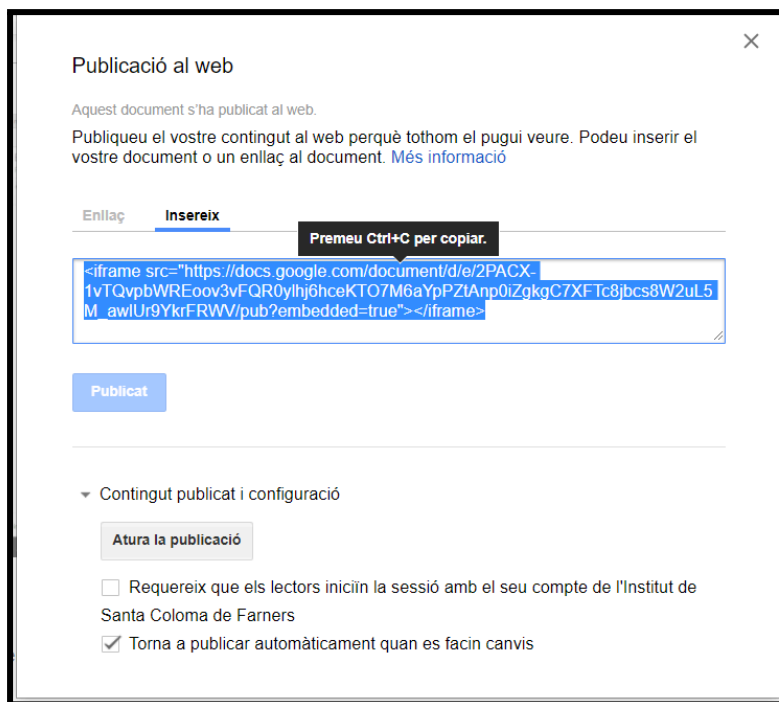 Publicació al web
Aquest document s'ha publicat al web.
Publiqueu el vostre contingut al web perquè tothom el pugui veure. Podeu inserir el
vostre document o un enllaç al document. Més informació
Enllaç Insereix
Premeu Ctrl+C per copiar.
<iframe src="https://docs.google.com/document/d/e/2PACX-
1vTQvpbWREoov3vFQR0ylhj6hceKTO7M6aYpPZtAnp0iZgkgC7XFTc8jbcs8W2uL5
M_awlUr9YkrFRWV/pub?embedded=true"></iframe>
Publicat
Contingut publicat i configuració
Atura la publicació
Requereix que els lectors iniciïn la sessió amb el seu compte de l'Institut de
Santa Coloma de Farners
Torna a publicar automàticament quan es facin canvis